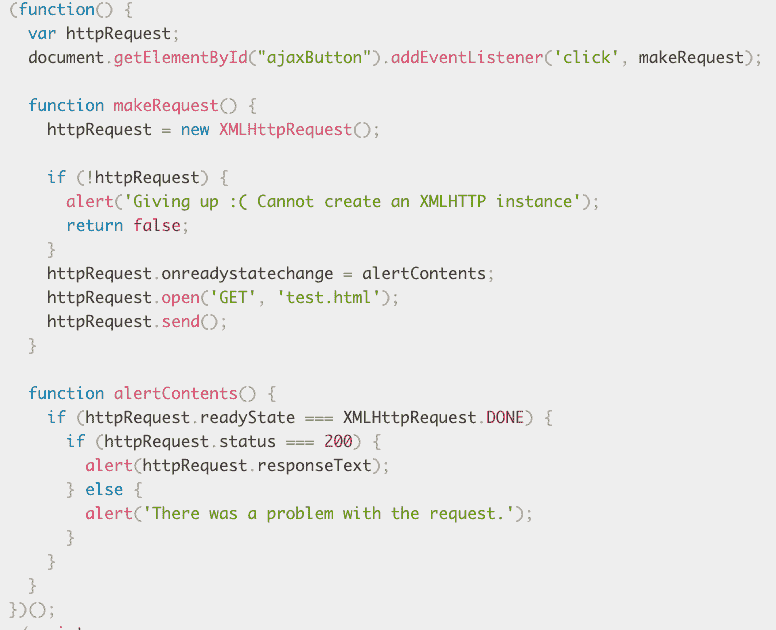 (function() {
  var httpRequest;
  document.getElementById("ajaxButton").addEventListener('click', makeRequest);

  function makeRequest() {
    httpRequest = new XMLHttpRequest();

    if (!httpRequest) {
      alert('Giving up :( Cannot create an XMLHTTP instance');
      return false;
    }
    httpRequest.onreadystatechange = alertContents;
    httpRequest.open('GET', 'test.html');
    httpRequest.send();
  }

  function alertContents() {
    if (httpRequest.readyState === XMLHttpRequest.DONE) {
      if (httpRequest.status === 200) {
        alert(httpRequest.responseText);
      } else {
        alert('There was a problem with the request.');
      }
    }
  }
})();